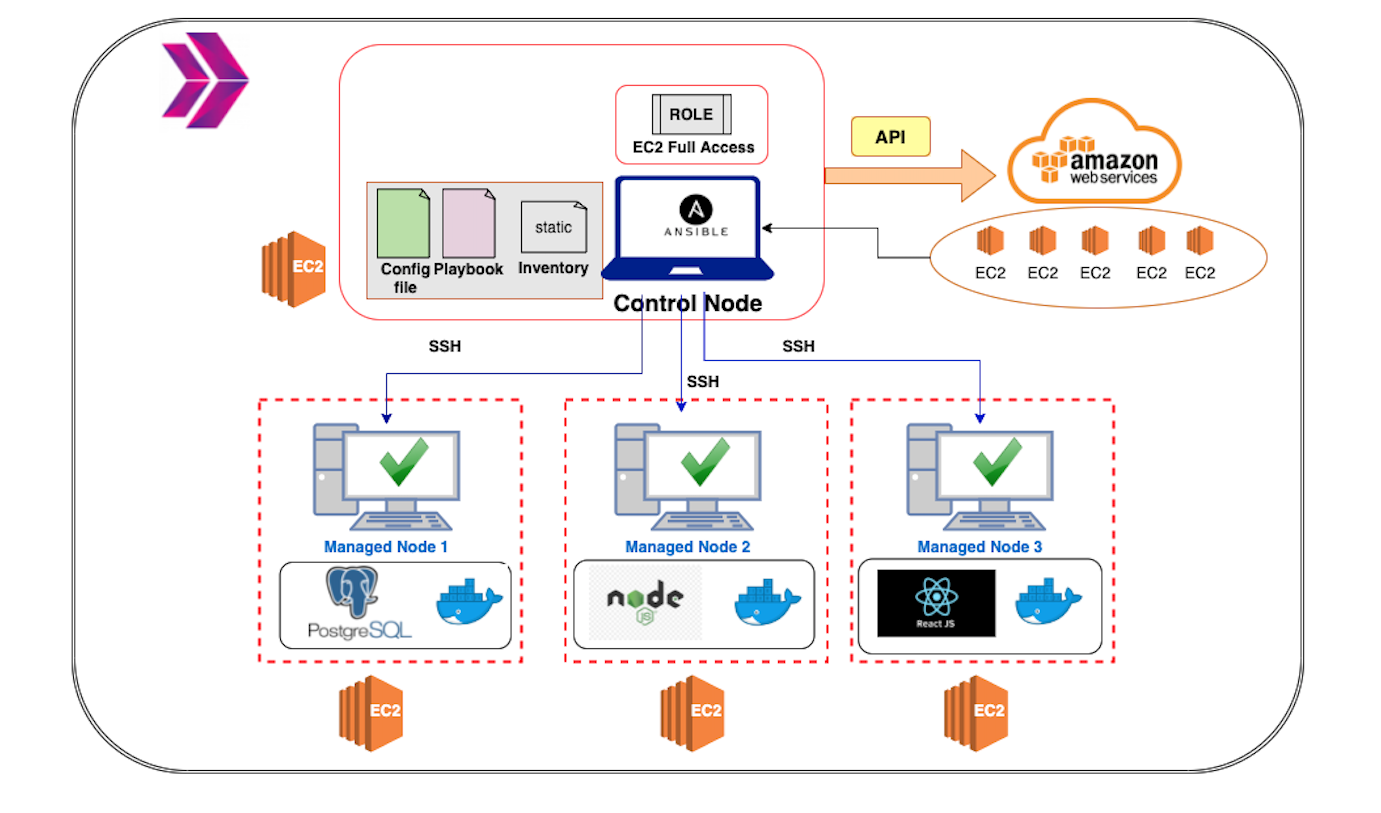 ROLE
EC2 Full Access
API
amazon
web services
static
ANSIBLE
EC2
Config
file
Playbook
Inventory
Control Node
EC2 EC2 EC2 EC2 EC2
SSH
SSH
SSH
Managed Node 1
Managed Node 2
Managed Node 3
PostgreSQL
node
JS
React JS
EC2
EC2
EC2